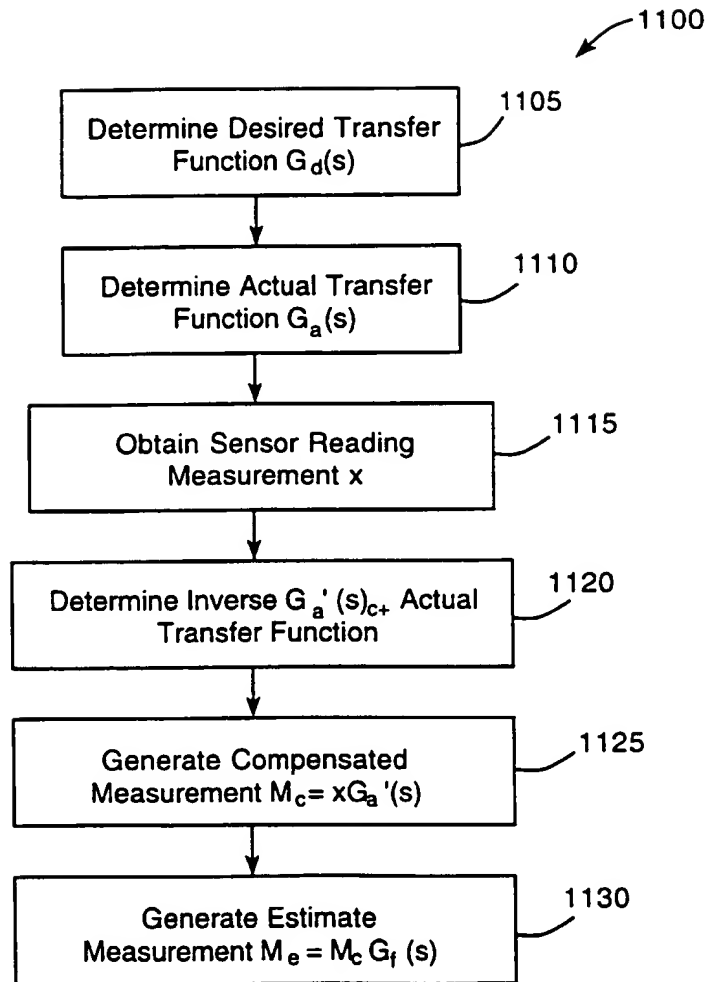 1100
1105
Determine Desired Transfer
Function G_d(s)
1110
Determine Actual Transfer
Function G_a(s)
1115
Obtain Sensor Reading
Measurement x
1120
Determine Inverse G_a'(s)_c+ Actual
Transfer Function
1125
Generate Compensated
Measurement M_c= xG_a'(s)
1130
Generate Estimate
Measurement M_e = M_c G_f (s)